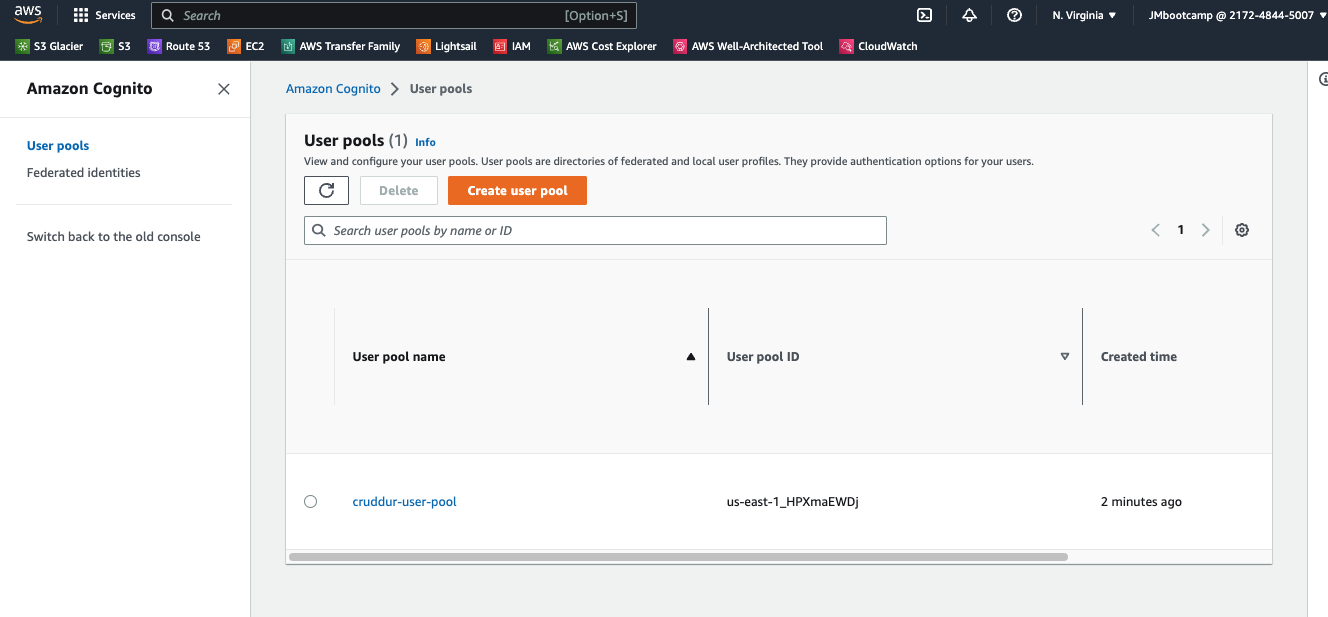 aws Services Search [Option+S] N. Virginia ▼ JMbootcamp @ 2172-4844-5007 ▼
S3 Glacier S3 Route 53 EC2 AWS Transfer Family Lightsail IAM AWS Cost Explorer AWS Well-Architected Tool CloudWatch
Amazon Cognito
User pools
Federated identities
Switch back to the old console
Amazon Cognito > User pools
User pools (1) Info
View and configure your user pools. User pools are directories of federated and local user profiles. They provide authentication options for your users.
Delete Create user pool
Search user pools by name or ID 1
User pool name User pool ID Created time
cruddur-user-pool us-east-1_HPXmaEWDj 2 minutes ago